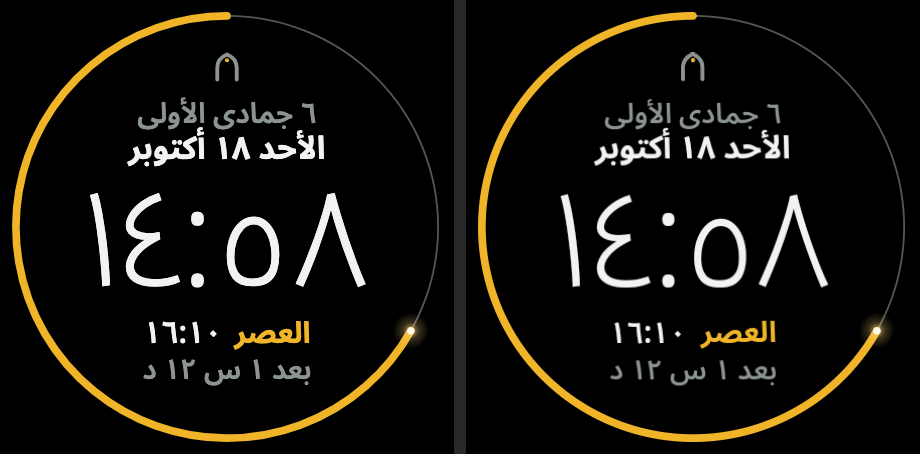 ٦ جمادى الأولى
الأحد ١٨ أكتوبر
١٤:٥٨
العصر ١٦:١٠
بعد ١ س ١٢ د
٦ جمادى الأولى
الأحد ١٨ أكتوبر
١٤:٥٨
العصر ١٦:١٠
بعد ١ س ١٢ د